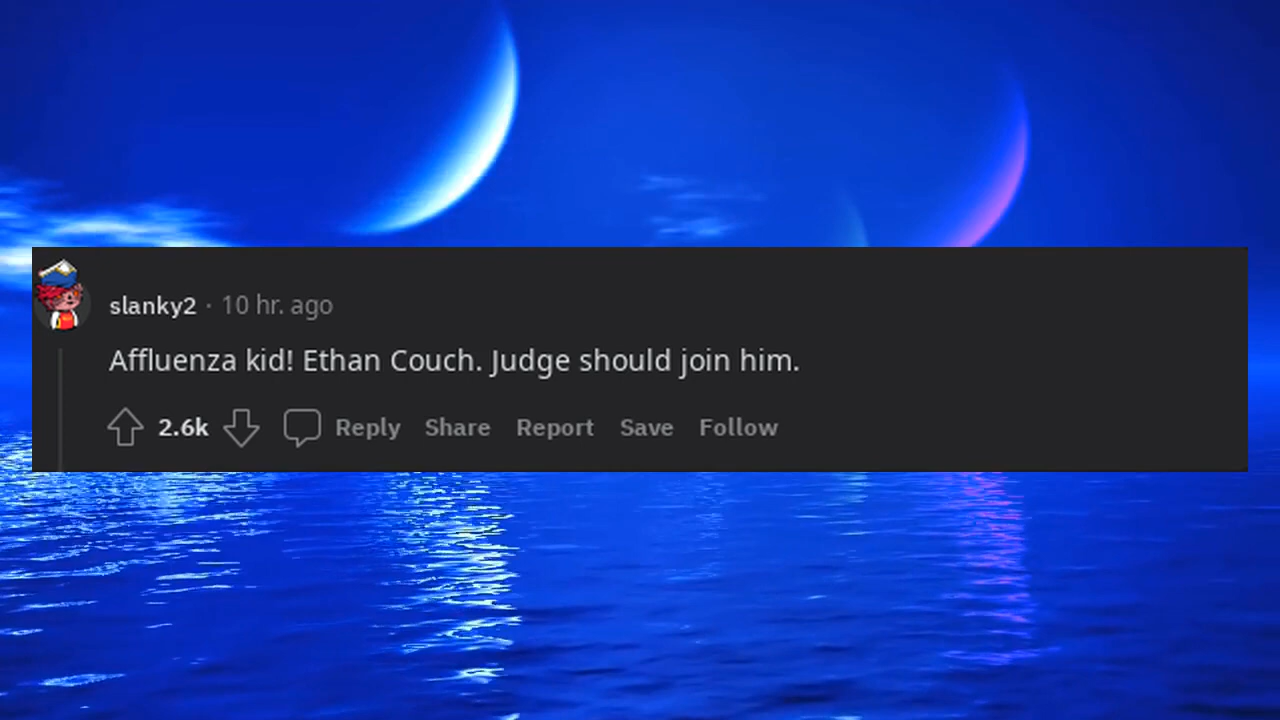 slanky2 · 10 hr. ago
Affluenza kid! Ethan Couch. Judge should join him.
2.6k Reply Share Report Save Follow